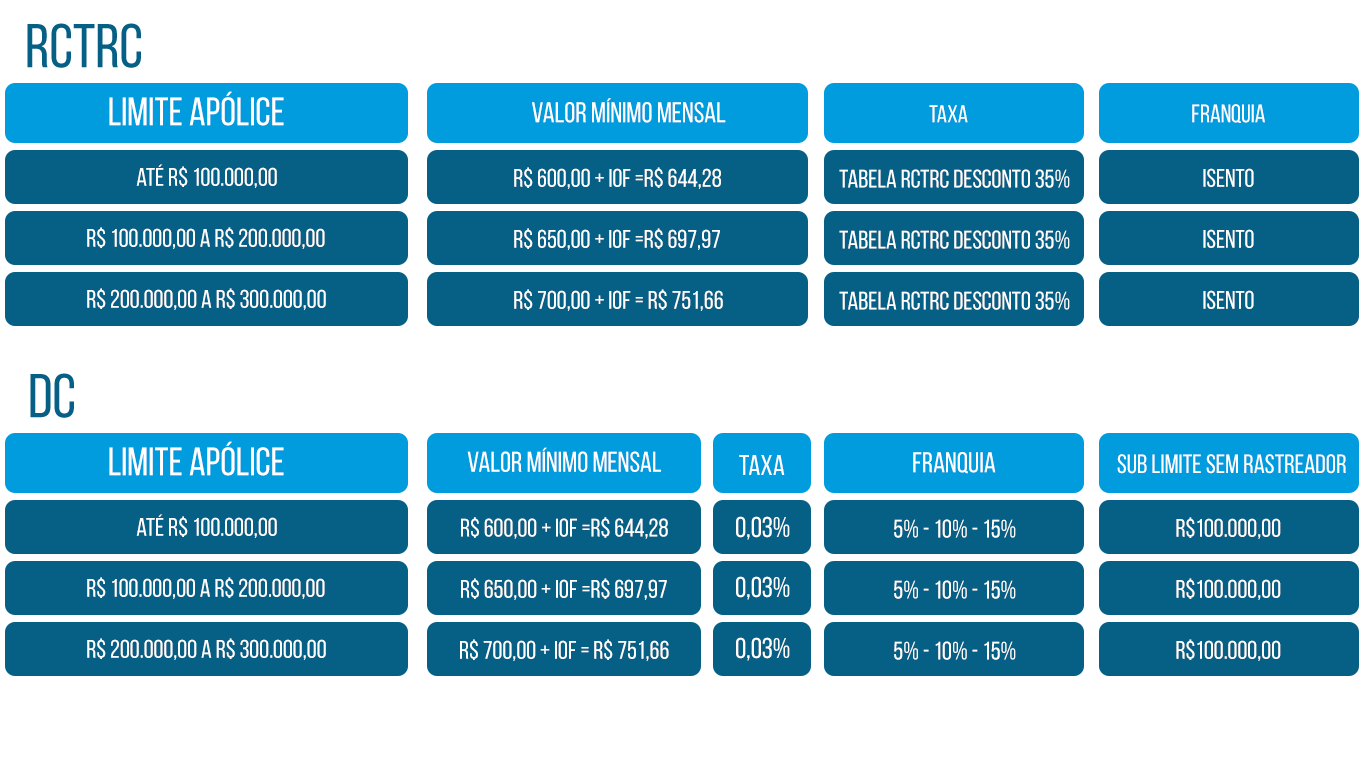 RCTRC
LIMITE APÓLICE VALOR MÍNIMO MENSAL TAXA FRANQUIA
ATÉ R$ 100.000,00 R$ 600,00 + IOF =R$ 644,28 TABELA RCTRC DESCONTO 35% ISENTO
R$ 100.000,00 A R$ 200.000,00 R$ 650,00 + IOF =R$ 697,97 TABELA RCTRC DESCONTO 35% ISENTO
R$ 200.000,00 A R$ 300.000,00 R$ 700,00 + IOF = R$ 751,66 TABELA RCTRC DESCONTO 35% ISENTO
DC
LIMITE APÓLICE VALOR MÍNIMO MENSAL TAXA FRANQUIA SUB LIMITE SEM RASTREADOR
ATÉ R$ 100.000,00 R$ 600,00 + IOF =R$ 644,28 0,03% 5% - 10% - 15% R$100.000,00
R$ 100.000,00 A R$ 200.000,00 R$ 650,00 + IOF =R$ 697,97 0,03% 5% - 10% - 15% R$100.000,00
R$ 200.000,00 A R$ 300.000,00 R$ 700,00 + IOF = R$ 751,66 0,03% 5% - 10% - 15% R$100.000,00